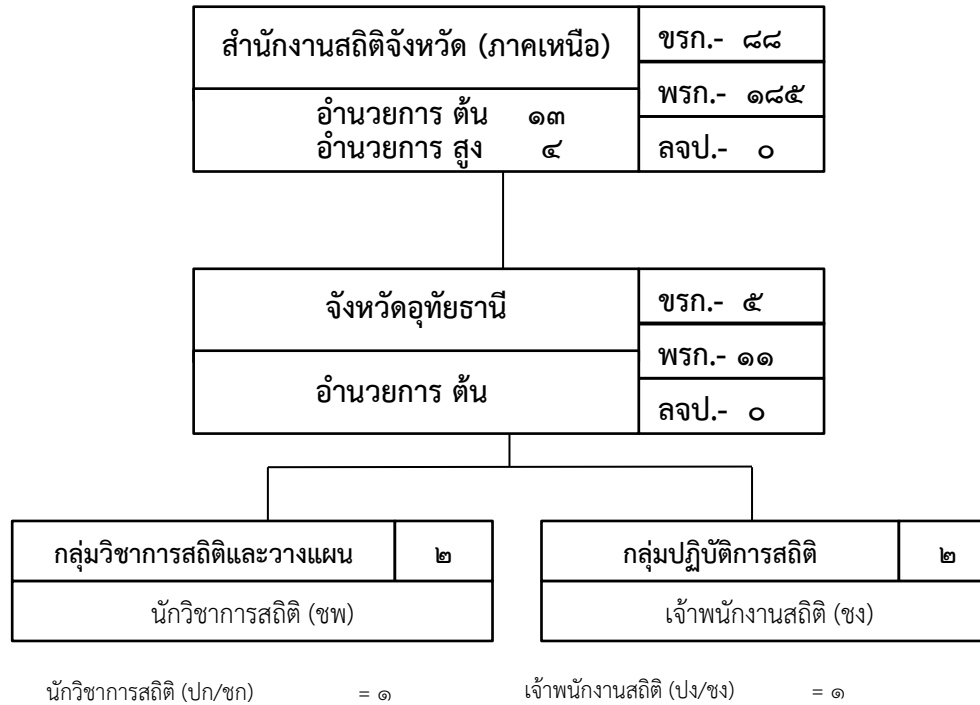 สำนักงานสถิติจังหวัด (ภาคเหนือ)
ขรก.- ๘๘
พรก.- ๑๘๕
อำนวยการ ต้น ๑๓
อำนวยการ สูง ๔
ลจป.- ๐
จังหวัดอุทัยธานี
ขรก.- ๕
พรก.- ๑๑
อำนวยการ ต้น
ลจป.- ๐
กลุ่มวิชาการสถิติและวางแผน ๒
นักวิชาการสถิติ (ชพ)
กลุ่มปฏิบัติการสถิติ ๒
เจ้าพนักงานสถิติ (ชง)
นักวิชาการสถิติ (ปก/ชก) = ๑
เจ้าพนักงานสถิติ (ปง/ชง) = ๑